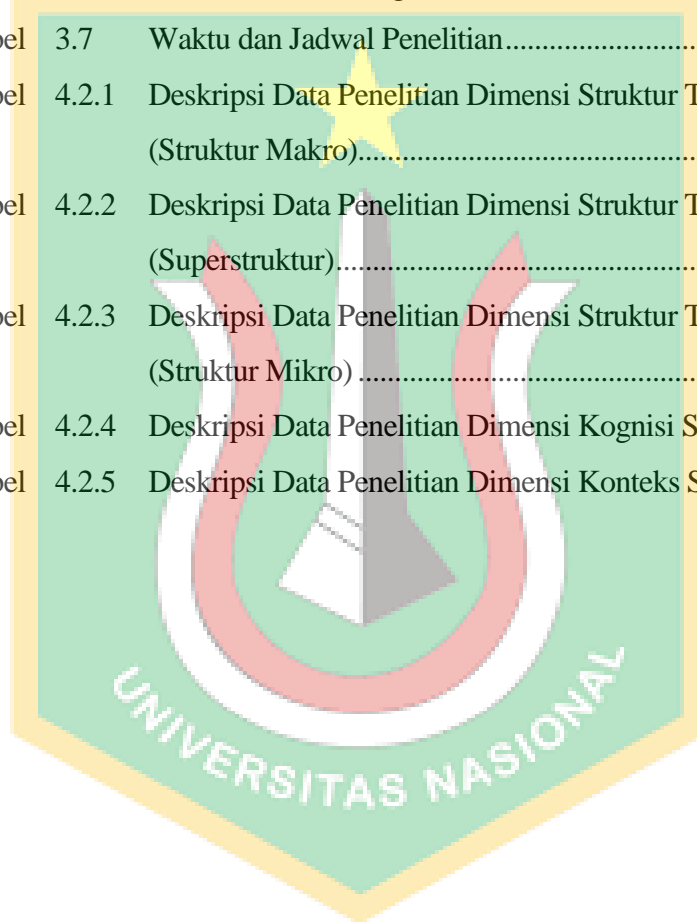 bel 3.7 Waktu dan Jadwal Penelitian
bel 4.2.1 Deskripsi Data Penelitian Dimensi Struktur T
(Struktur Makro)
bel 4.2.2 Deskripsi Data Penelitian Dimensi Struktur T
(Superstruktur)
bel 4.2.3 Deskripsi Data Penelitian Dimensi Struktur T
(Struktur Mikro)
bel 4.2.4 Deskripsi Data Penelitian Dimensi Kognisi S
bel 4.2.5 Deskripsi Data Penelitian Dimensi Konteks S
UNIVERSITAS NASIONAL